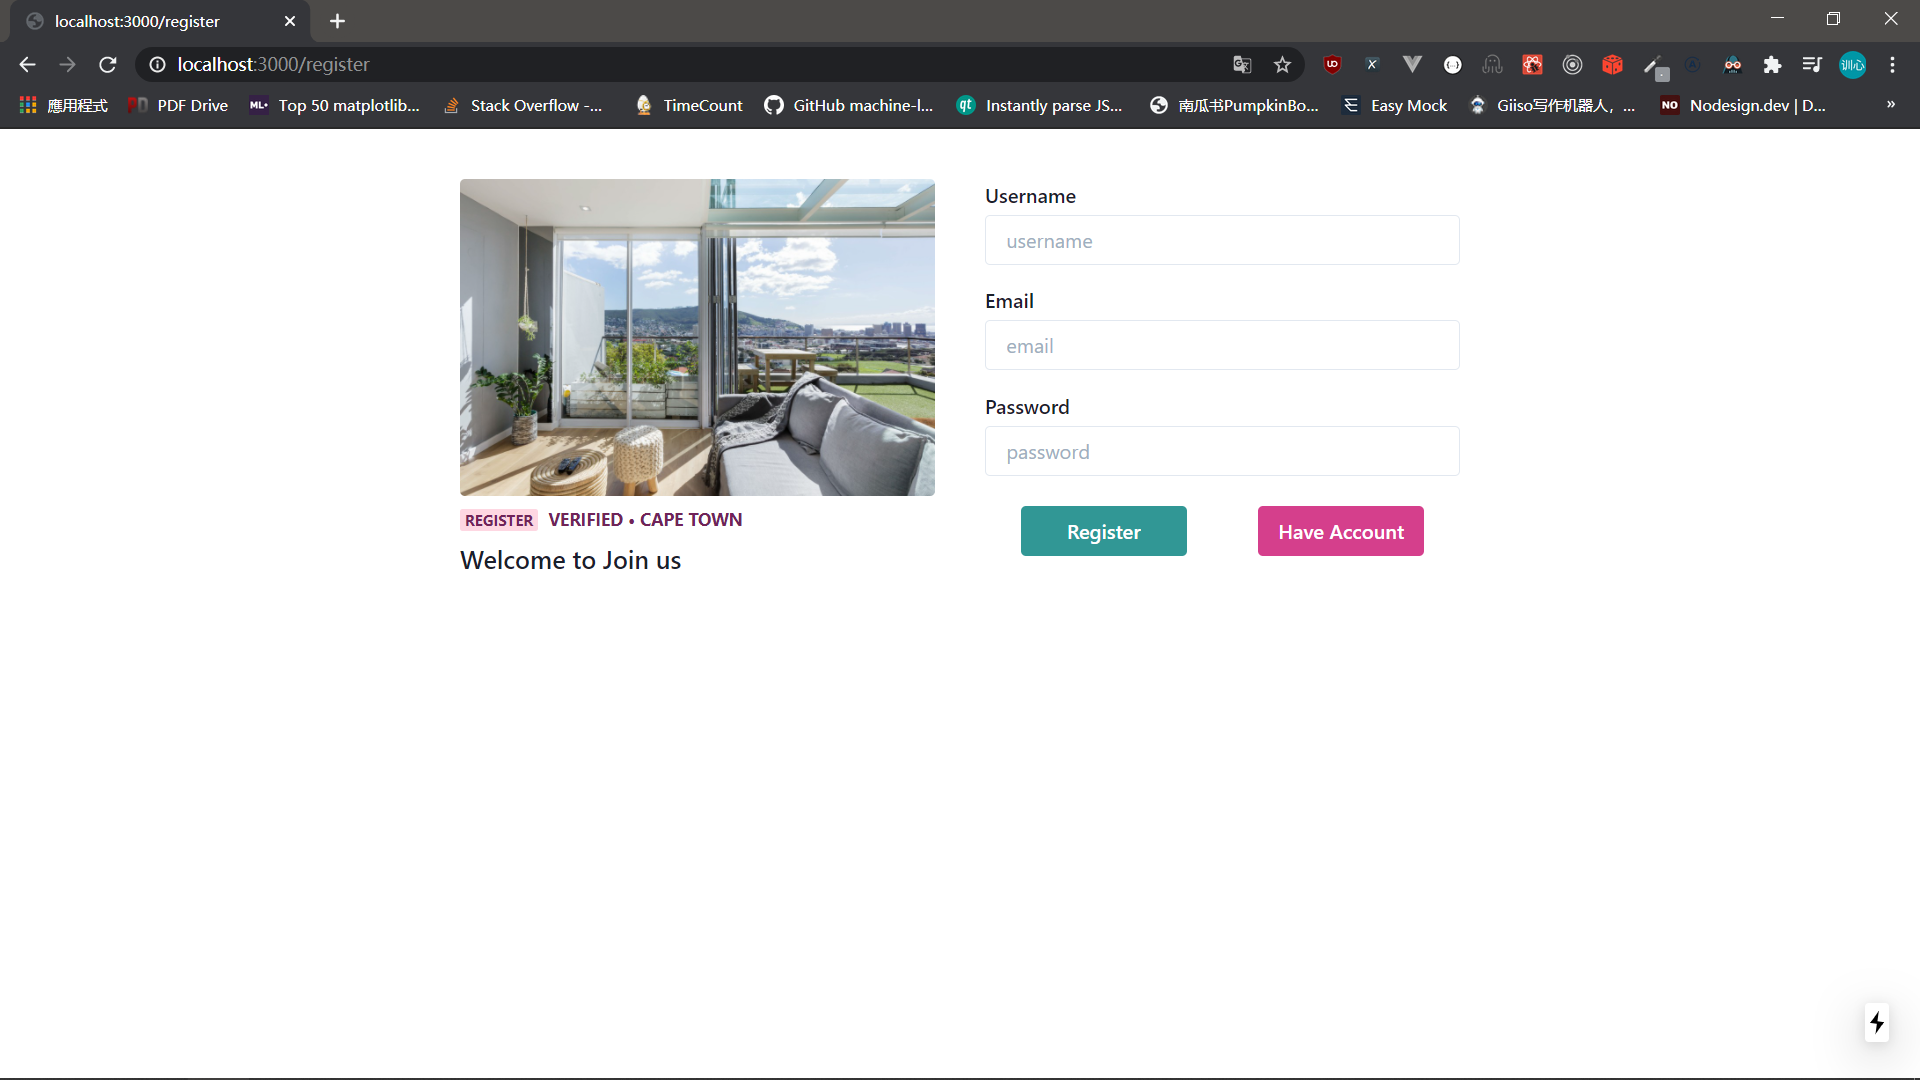 localhost:3000/register
localhost:3000/register
應用程式
PDF Drive
Top 50 matplotlib...
Stack Overflow -...
TimeCount
GitHub machine-l...
Instantly parse JS...
南瓜书PumpkinBo...
Easy Mock
Giiso写作机器人，...
Nodesign.dev | D...
»
Username
username
Email
email
Password
password
REGISTER VERIFIED • CAPE TOWN
Welcome to Join us
Register
Have Account